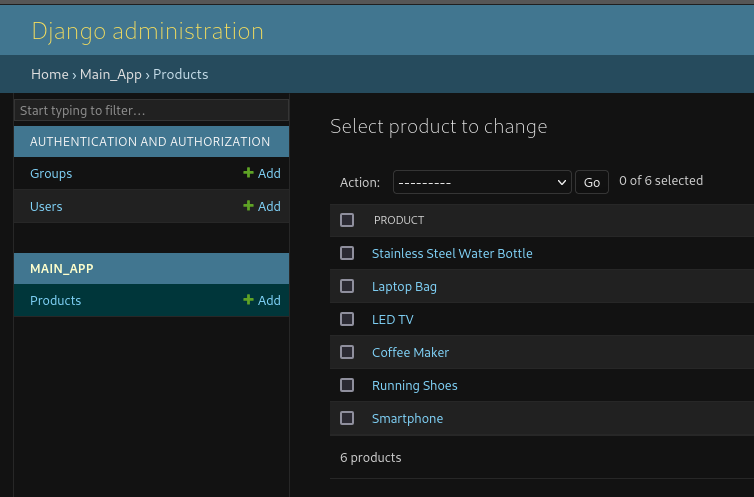 Django administration
Home › Main_App › Products
Start typing to filter...
AUTHENTICATION AND AUTHORIZATION
Groups + Add
Users + Add
MAIN_APP
Products + Add
Select product to change
Action: --------- Go 0 of 6 selected
PRODUCT
Stainless Steel Water Bottle
Laptop Bag
LED TV
Coffee Maker
Running Shoes
Smartphone
6 products